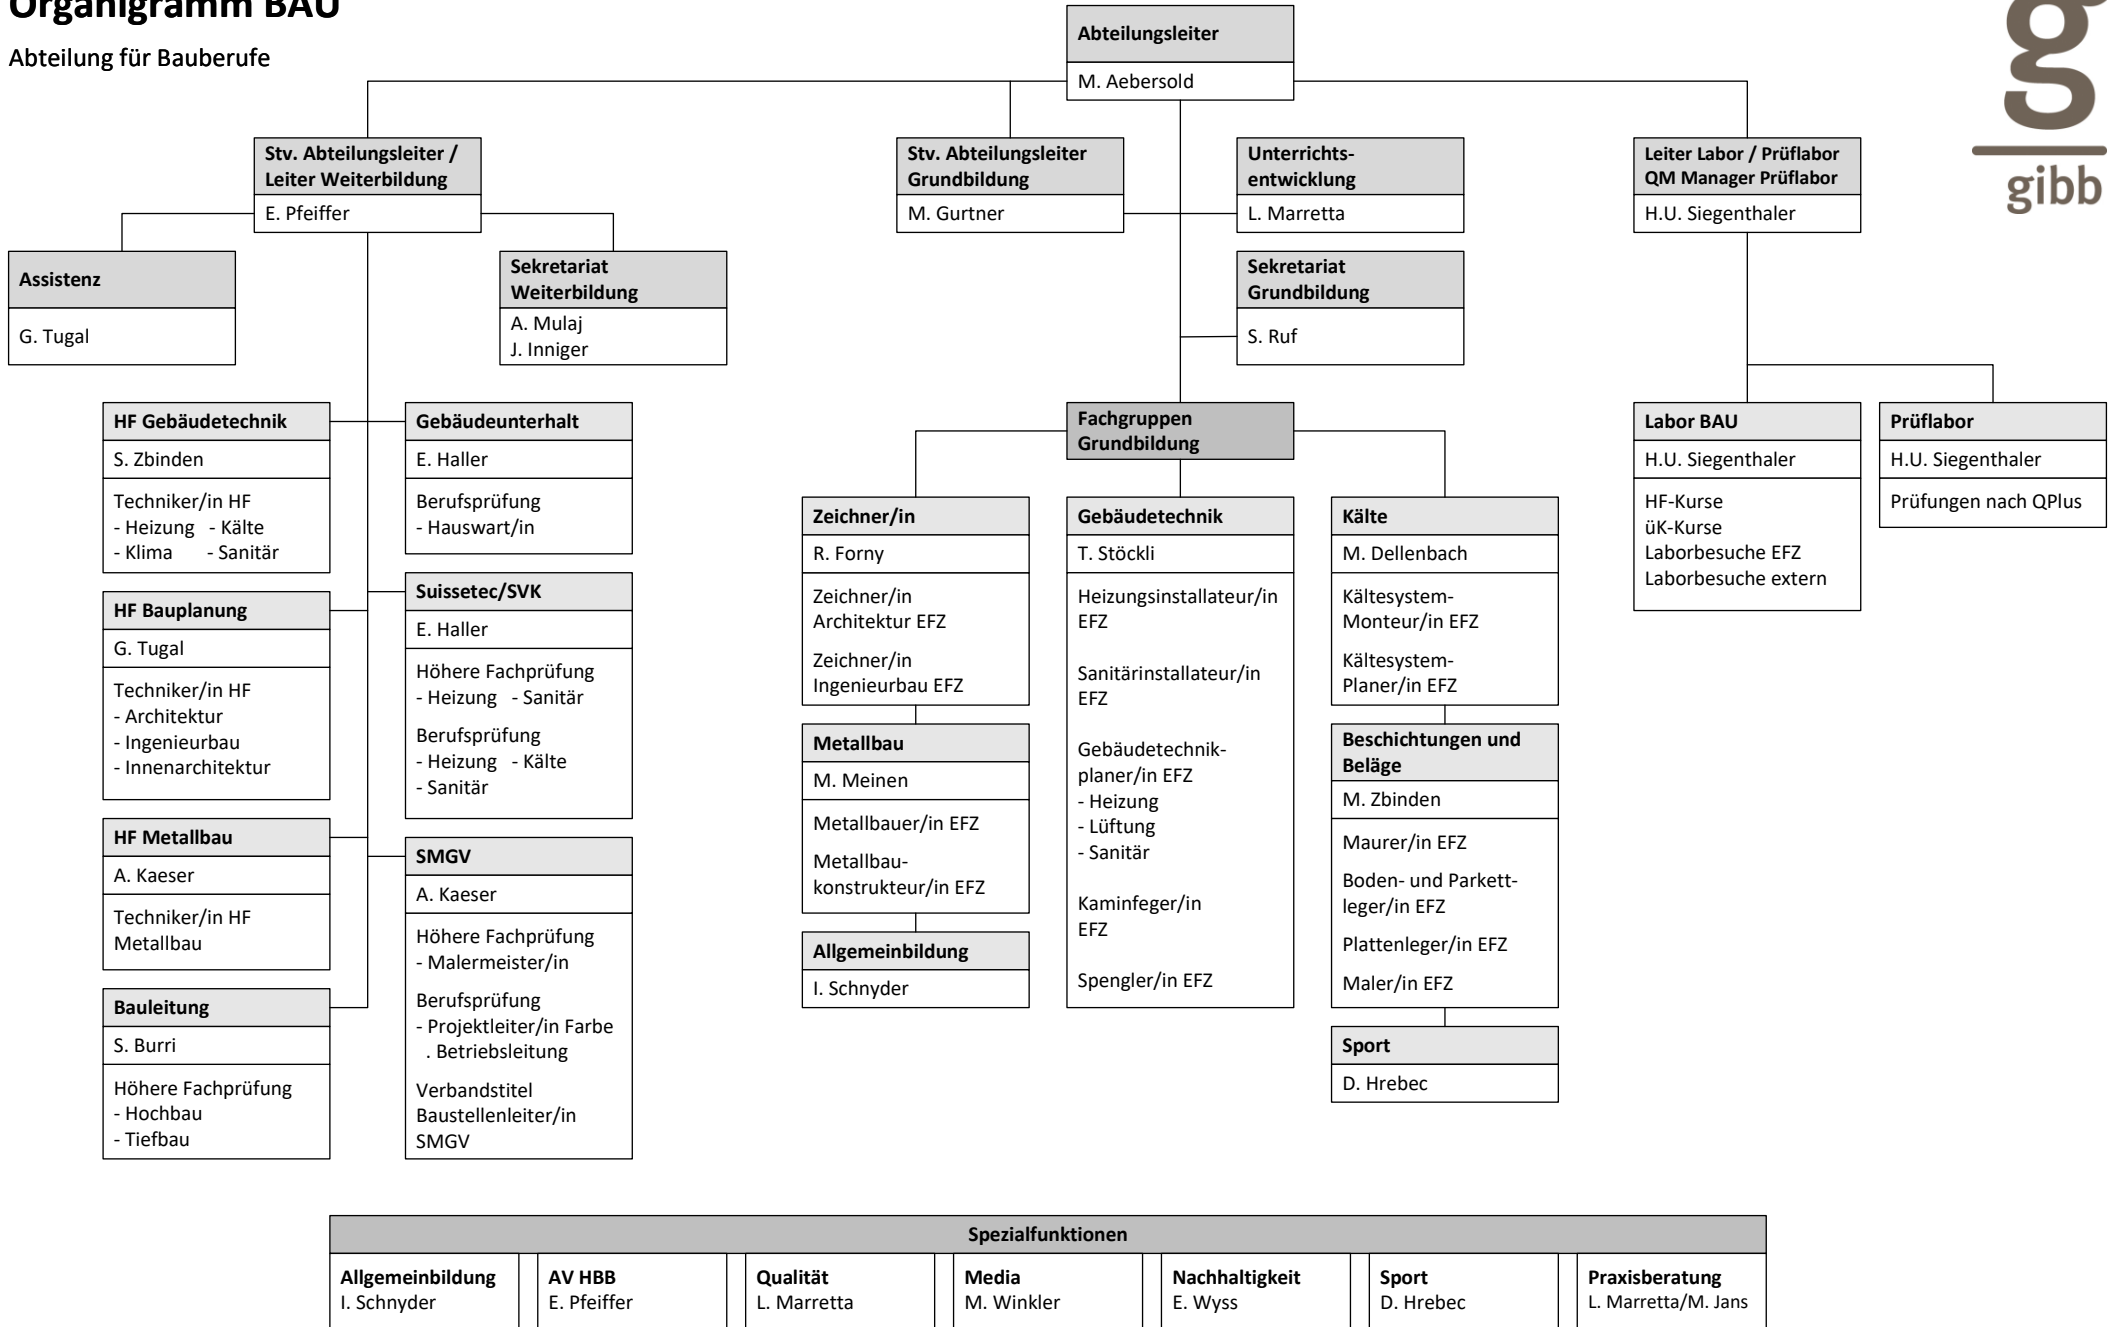 Organigramm BAU
Abteilung für Bauberufe
g
gibb
Abteilungsleiter
M. Aebersold
Stv. Abteilungsleiter /
Leiter Weiterbildung
E. Pfeiffer
Stv. Abteilungsleiter
Grundbildung
M. Gurtner
Unterrichts-
entwicklung
L. Marretta
Leiter Labor / Prüflabor
QM Manager Prüflabor
H.U. Siegenthaler
Assistenz
G. Tugal
Sekretariat
Weiterbildung
A. Mulaj
J. Inniger
Sekretariat
Grundbildung
S. Ruf
HF Gebäudetechnik
S. Zbinden
Techniker/in HF
- Heizung - Kälte
- Klima - Sanitär
HF Bauplanung
G. Tugal
Techniker/in HF
- Architektur
- Ingenieurbau
- Innenarchitektur
HF Metallbau
A. Kaeser
Techniker/in HF
Metallbau
Bauleitung
S. Burri
Höhere Fachprüfung
- Hochbau
- Tiefbau
Gebäudeunterhalt
E. Haller
Berufsprüfung
- Hauswart/in
Suissetec/SVK
E. Haller
Höhere Fachprüfung
- Heizung - Sanitär
Berufsprüfung
- Heizung - Kälte
- Sanitär
SMGV
A. Kaeser
Höhere Fachprüfung
- Malermeister/in
Berufsprüfung
- Projektleiter/in Farbe
. Betriebsleitung
Verbandstitel
Baustellenleiter/in
SMGV
Fachgruppen
Grundbildung
Zeichner/in
R. Forny
Zeichner/in
Architektur EFZ
Zeichner/in
Ingenieurbau EFZ
Metallbau
M. Meinen
Metallbauer/in EFZ
Metallbau-
konstrukteur/in EFZ
Allgemeinbildung
I. Schnyder
Gebäudetechnik
T. Stöckli
Heizungsinstallateur/in
EFZ
Sanitärinstallateur/in
EFZ
Gebäudetechnik-
planer/in EFZ
- Heizung
- Lüftung
- Sanitär
Kaminfeger/in
EFZ
Spengler/in EFZ
Kälte
M. Dellenbach
Kältesystem-
Monteur/in EFZ
Kältesystem-
Planer/in EFZ
Beschichtungen und
Beläge
M. Zbinden
Maurer/in EFZ
Boden- und Parkett-
leger/in EFZ
Plattenleger/in EFZ
Maler/in EFZ
Sport
D. Hrebec
Labor BAU
H.U. Siegenthaler
HF-Kurse
üK-Kurse
Laborbesuche EFZ
Laborbesuche extern
Prüflabor
H.U. Siegenthaler
Prüfungen nach QPlus
Spezialfunktionen
Allgemeinbildung
I. Schnyder
AV HBB
E. Pfeiffer
Qualität
L. Marretta
Media
M. Winkler
Nachhaltigkeit
E. Wyss
Sport
D. Hrebec
Praxisberatung
L. Marretta/M. Jans